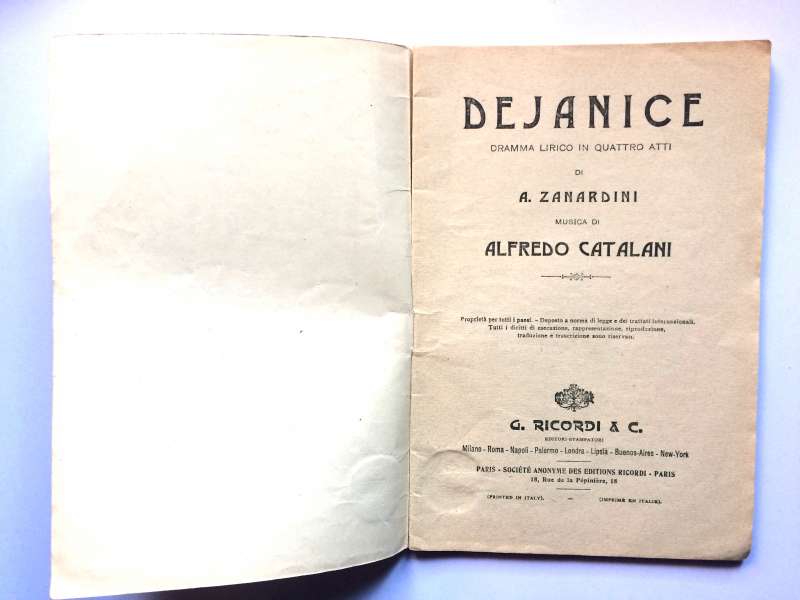 DEJANICE
DRAMMA LIRICO IN QUATTRO ATTI
DI
A. ZANARDINI
MUSICA DI
ALFREDO CATALANI
Proprietà per tutti i paesi. - Deposto a norma di legge e dei trattati internazionali.
Tutti i diritti di esecuzione, rappresentazione, riproduzione,
traduzione e trascrizione sono riservati.
G. RICORDI & C.
EDITORI-STAMPATORI
Milano - Roma - Napoli - Palermo - Londra - Lipsia - Buenos-Aires - New-York
PARIS - SOCIÉTÉ ANONYME DES EDITIONS RICORDI - PARIS
18, Rue de la Pépinière, 18
(PRINTED IN ITALY). — (IMPRIMÉ EN ITALIE).